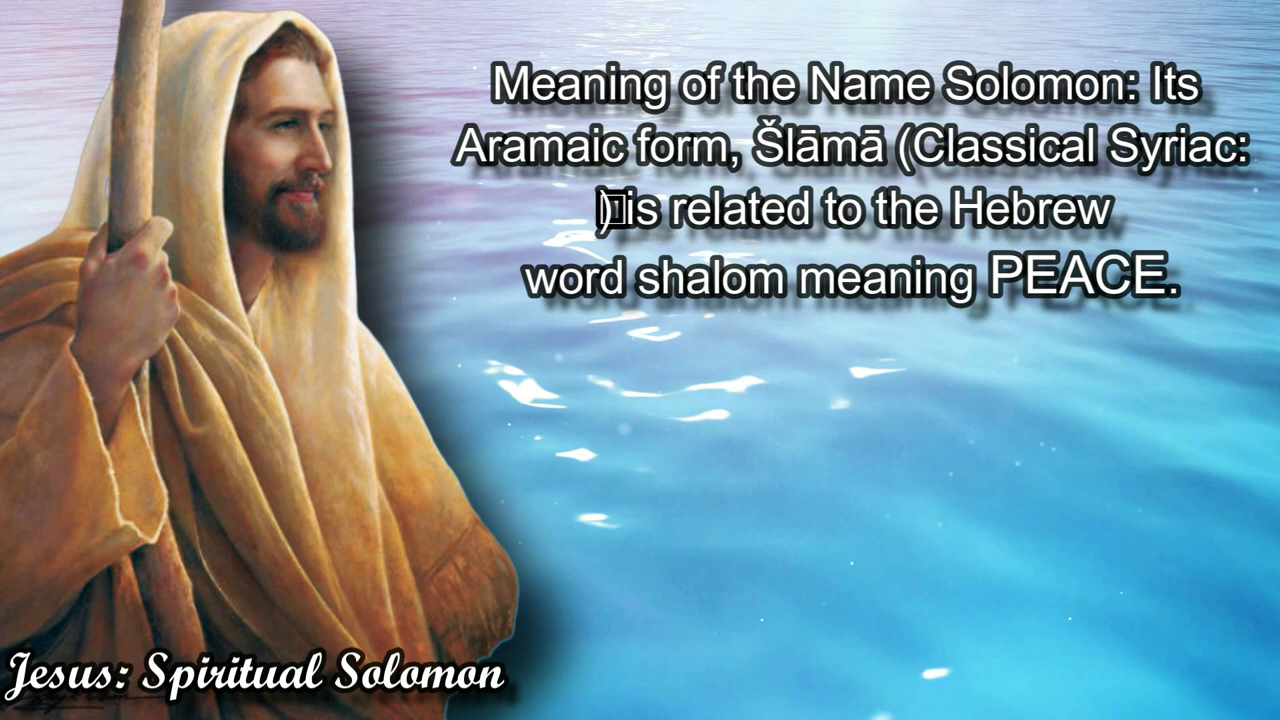 Meaning of the Name Solomon: Its
Aramaic form, Šlāmā (Classical Syriac:
) is related to the Hebrew
word shalom meaning PEACE.
Jesus: Spiritual Solomon